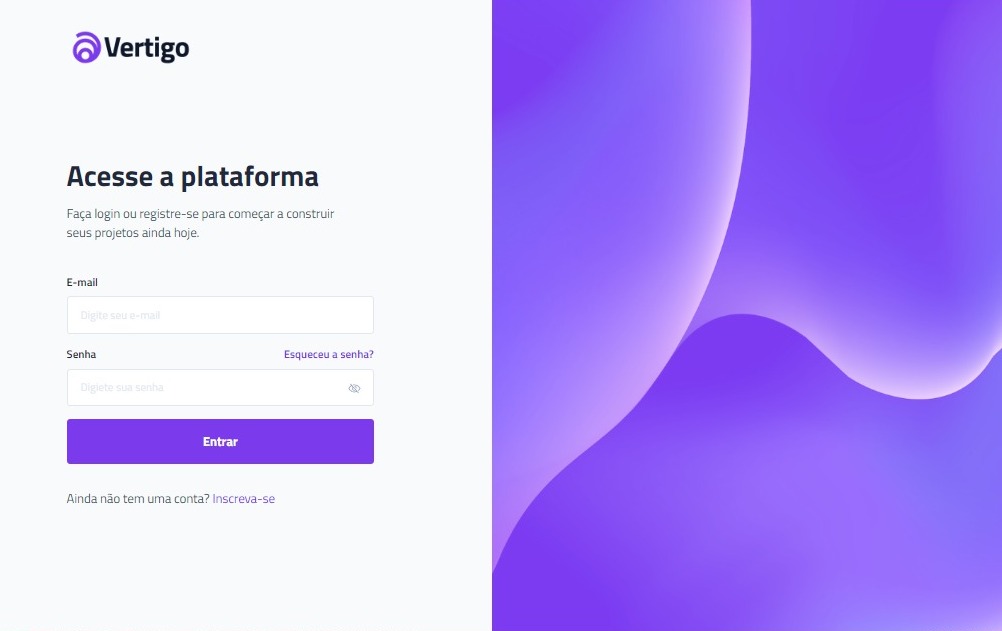 Vertigo
Acesse a plataforma
Faça login ou registre-se para começar a construir
seus projetos ainda hoje.
E-mail
Digite seu e-mail
Senha
Esqueceu a senha?
Digiete sua senha
Entrar
Ainda não tem uma conta? Inscreva-se